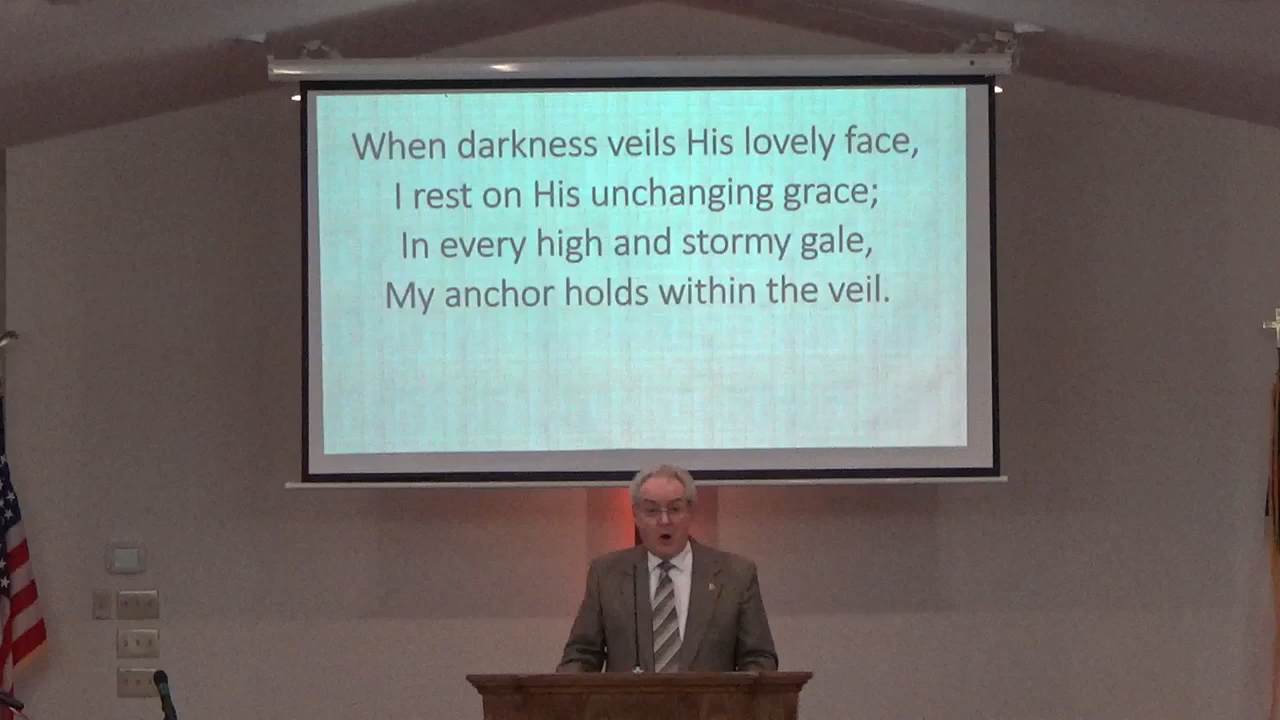 When darkness veils His lovely face,
I rest on His unchanging grace;
In every high and stormy gale,
My anchor holds within the veil.